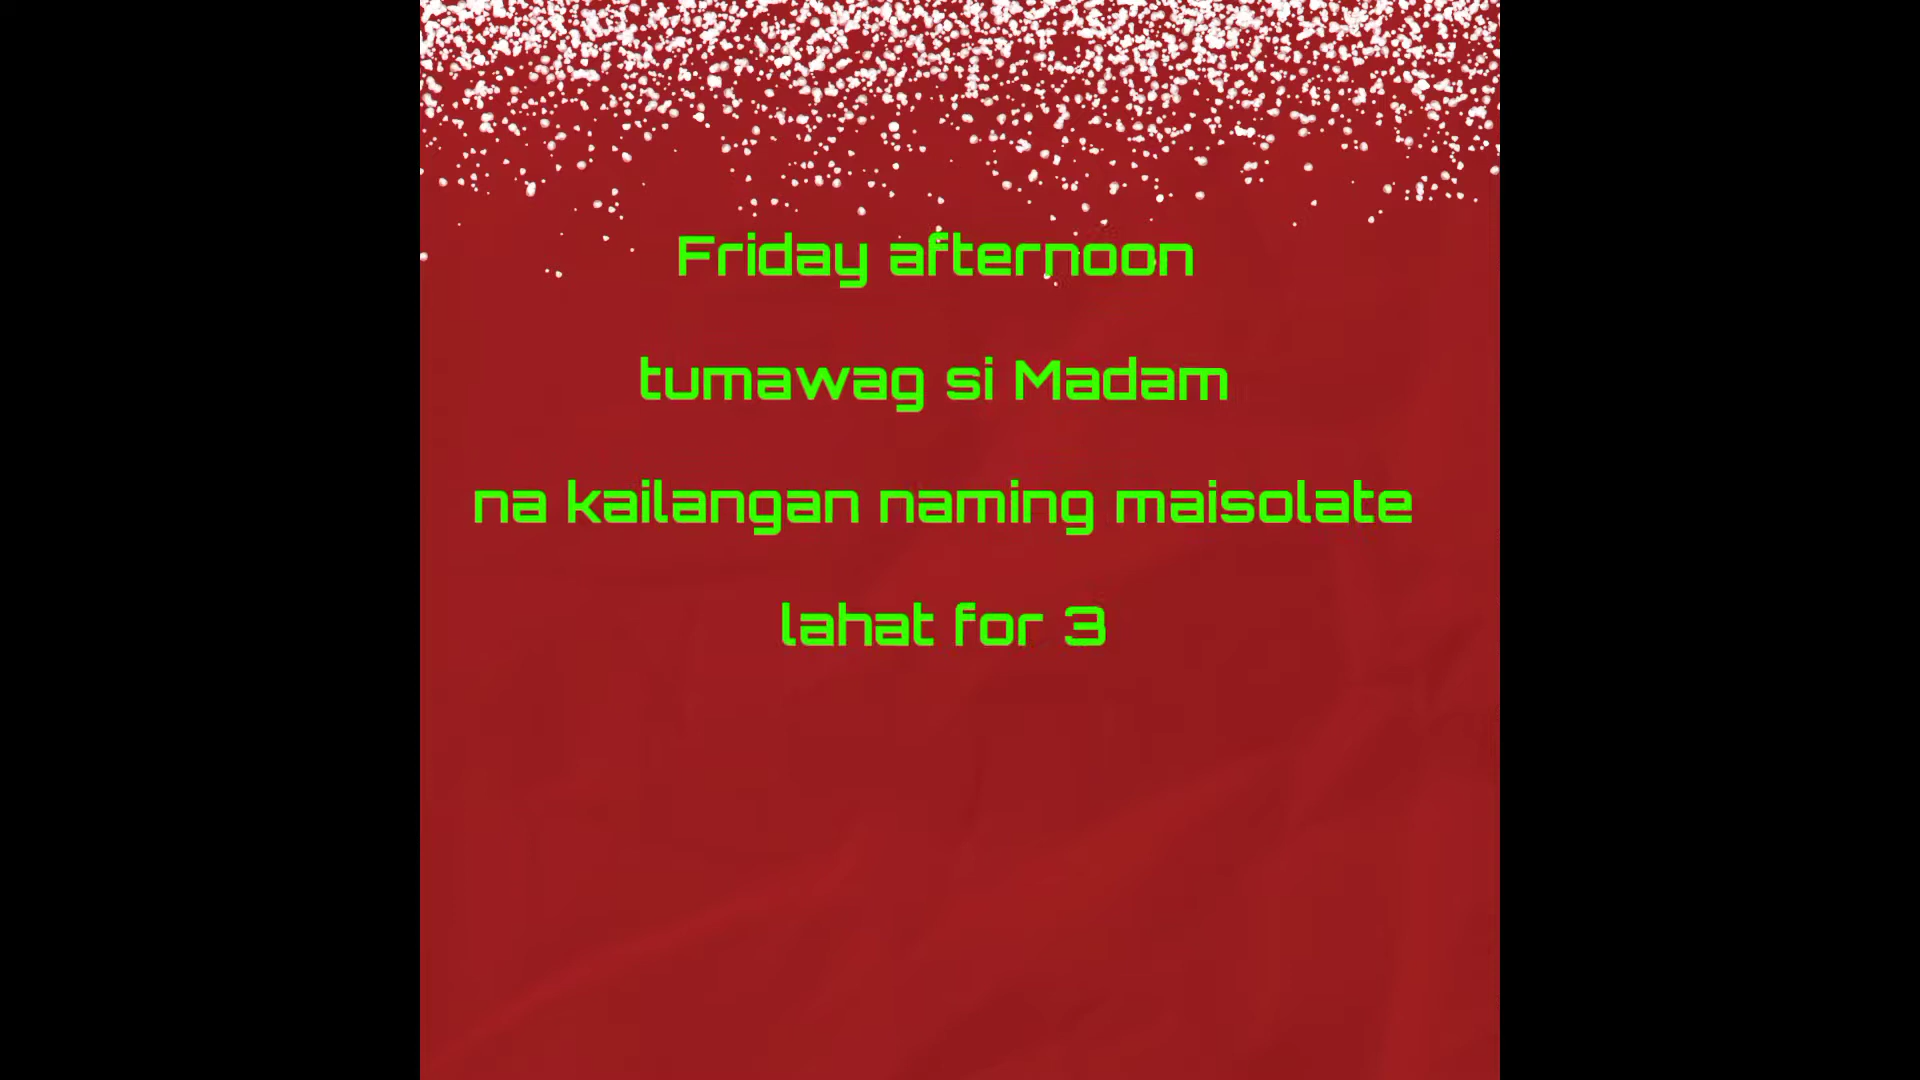 Friday afternoon
tumawag si Madam
na kailangan naming maisolate
lahat for 3